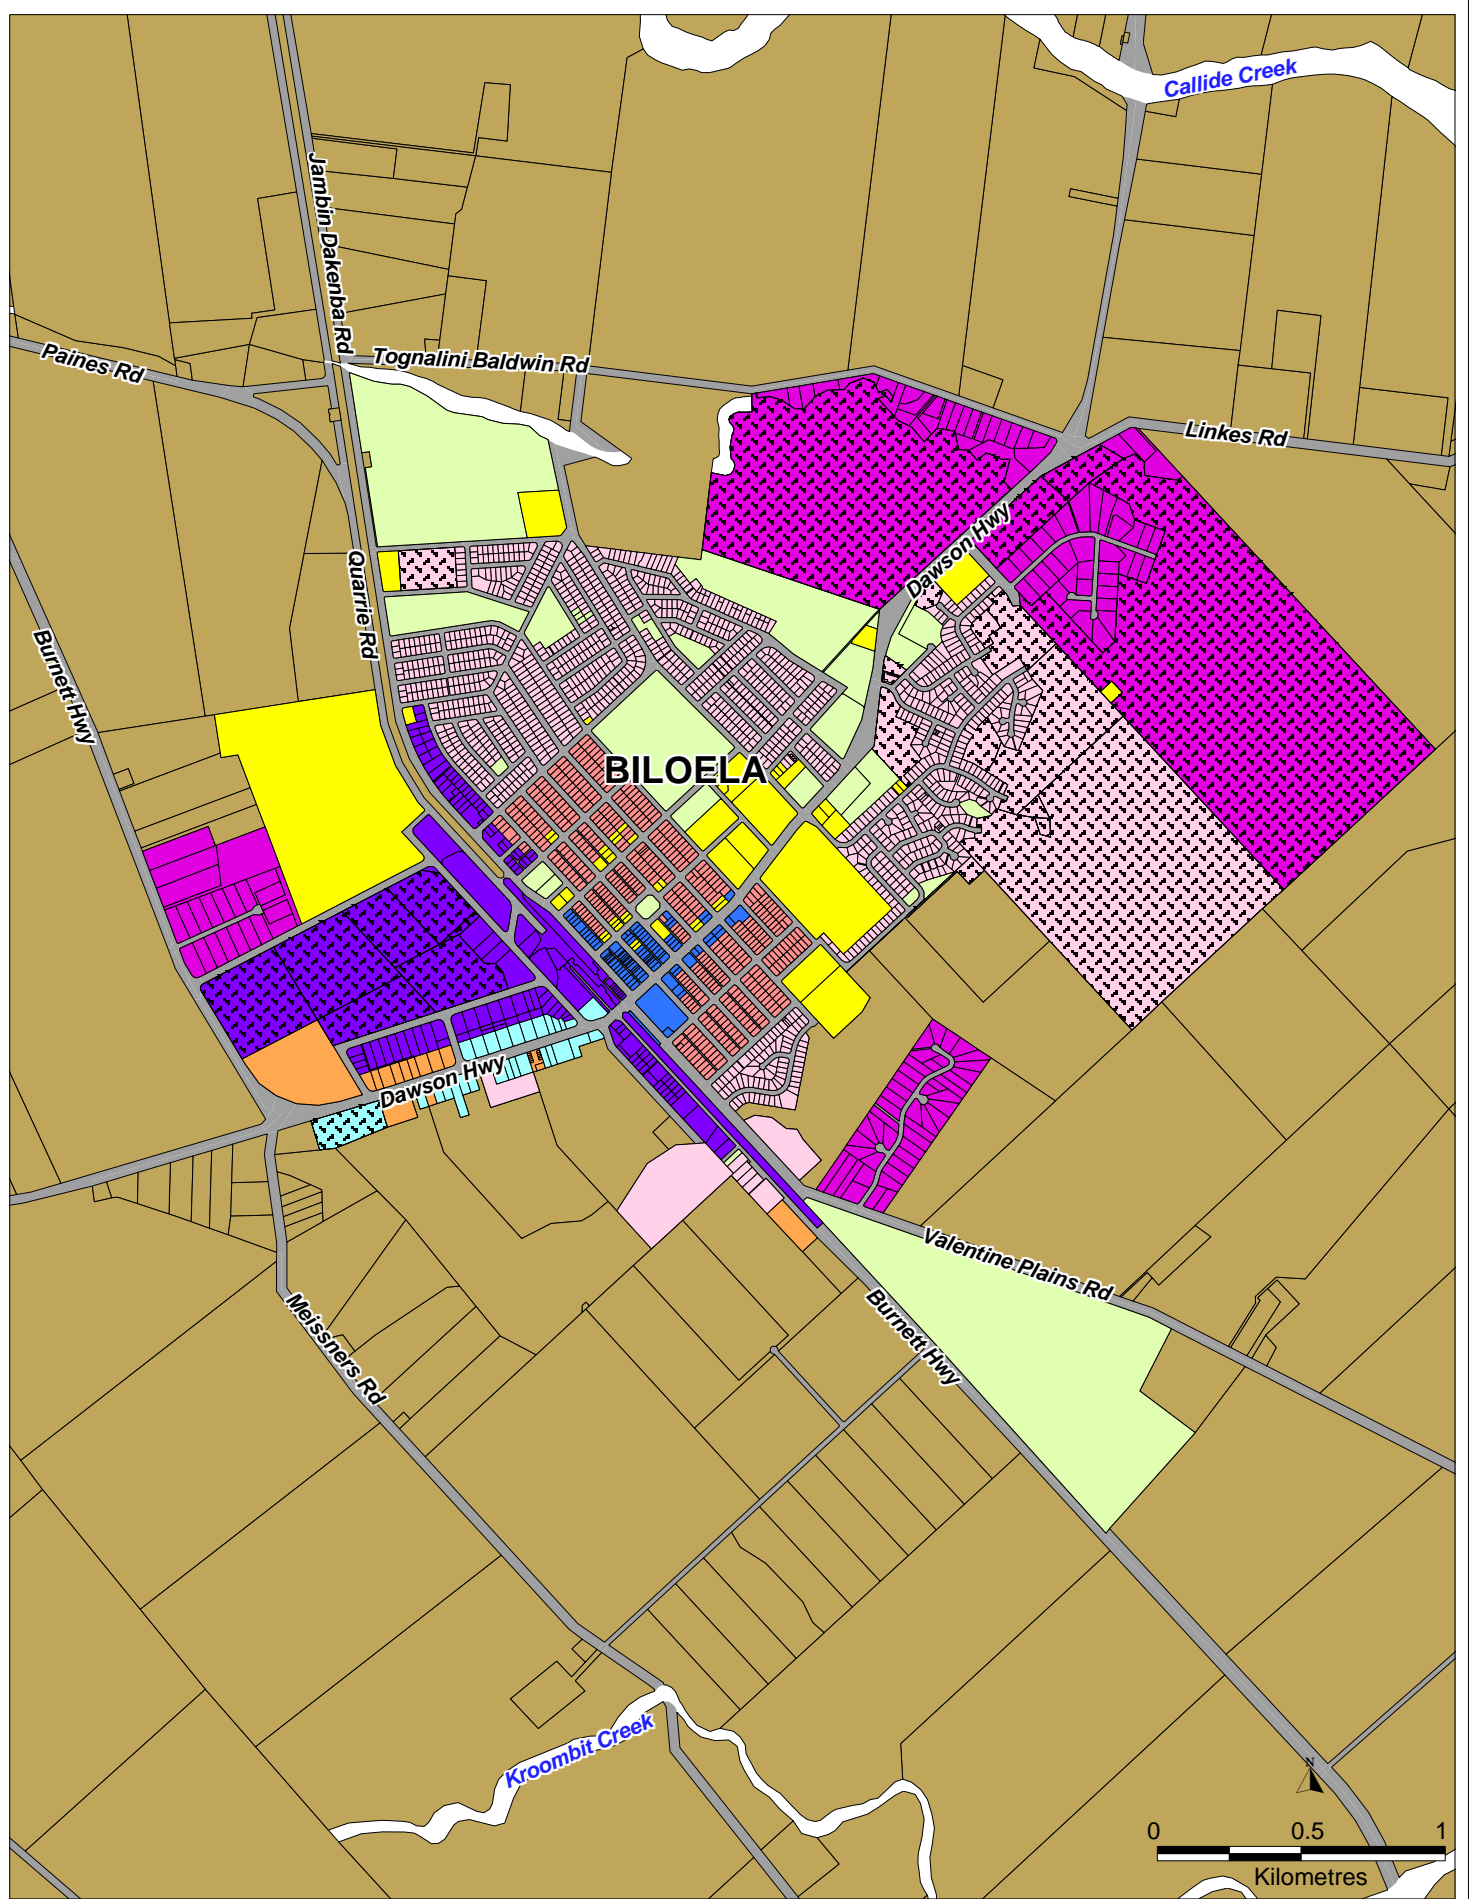 Callide Creek
Jambin Dakenba Rd
Paines Rd
Tognalini Baldwin Rd
Linkes Rd
Dawson Hwy
Quarrie Rd
Burnett Hwy
BILOELA
Dawson Hwy
Valentine Plains Rd
Burnett Hwy
Meissners Rd
Kroombit Creek
N
0 0.5 1
Kilometres